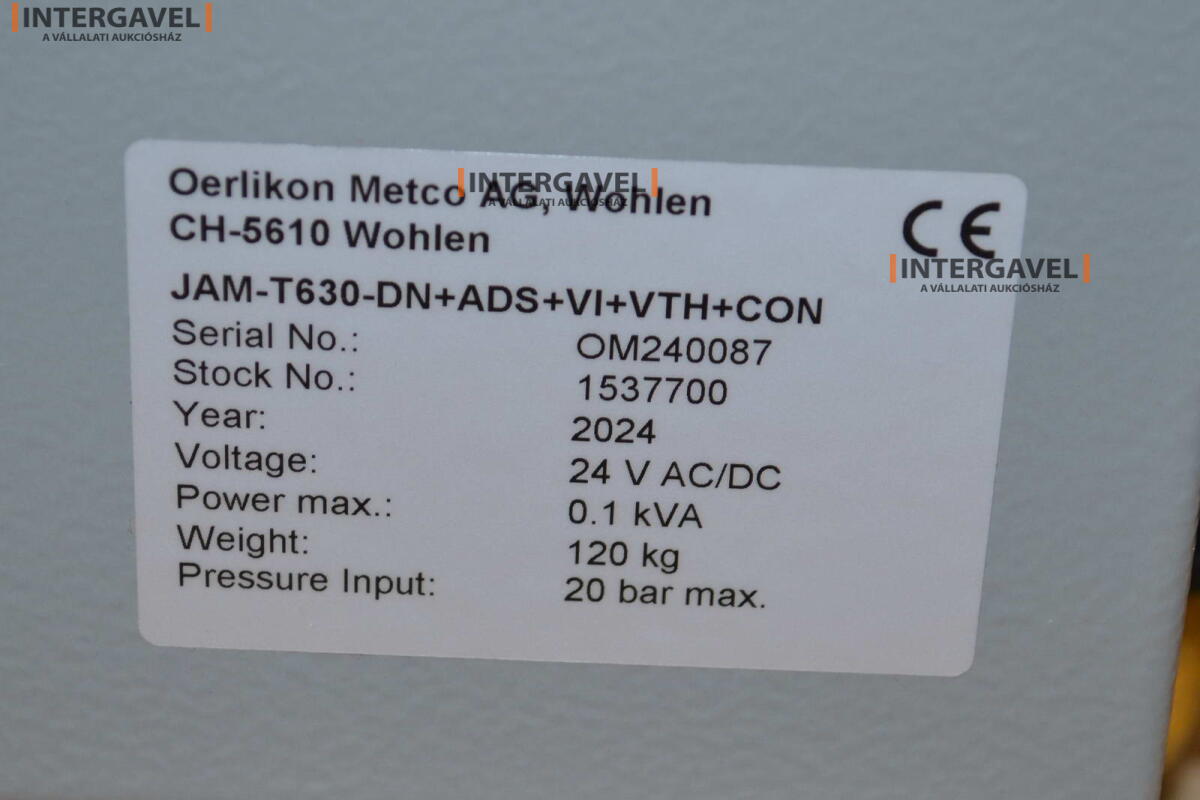 INTERGAVEL
A VÁLLALATI AUKCIÓSHÁZ
Oerlikon Metco AG, Wohlen
INTERGAVEL
A VÁLLALATI AUKCIÓSHÁZ
CH-5610 Wohlen
CE
INTERGAVEL
A VÁLLALATI AUKCIÓSHÁZ
JAM-T630-DN+ADS+VI+VTH+CON
Serial No.: OM240087
Stock No.: 1537700
Year: 2024
Voltage: 24 V AC/DC
Power max.: 0.1 kVA
Weight: 120 kg
Pressure Input: 20 bar max.